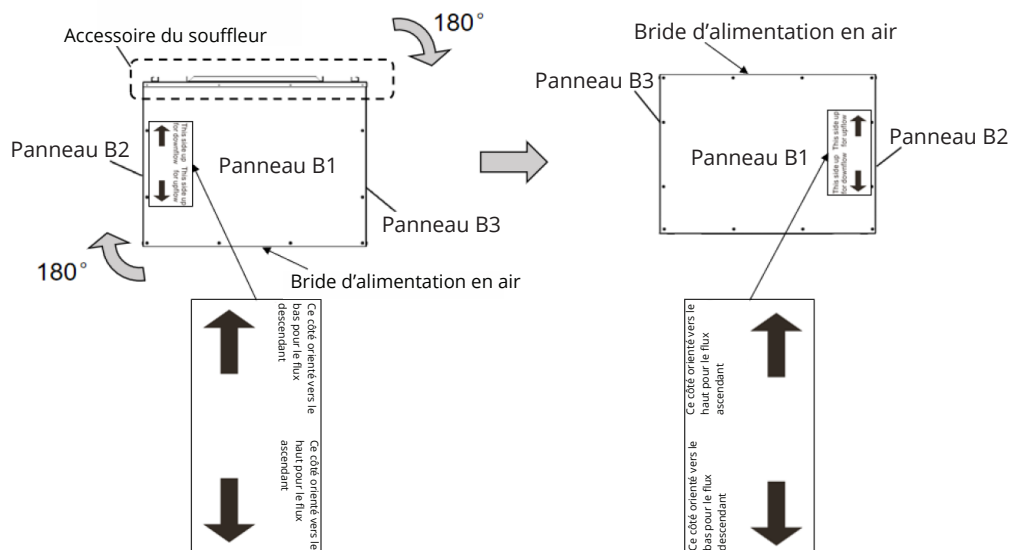 180°
Accessoire du souffleur
This side up
for downflow
This side up
for upflow
Panneau B2
Panneau B1
Panneau B3
180°
Bride d’alimentation en air
Ce côté orienté vers le
bas pour le flux
descendant
Ce côté orienté vers le
haut pour le flux
ascendant
Bride d’alimentation en air
Panneau B3
This side up
for upflow
This side up
for downflow
Panneau B1
Panneau B2
Ce côté orienté vers le
haut pour le flux
ascendant
Ce côté orienté vers le
bas pour le flux
descendant